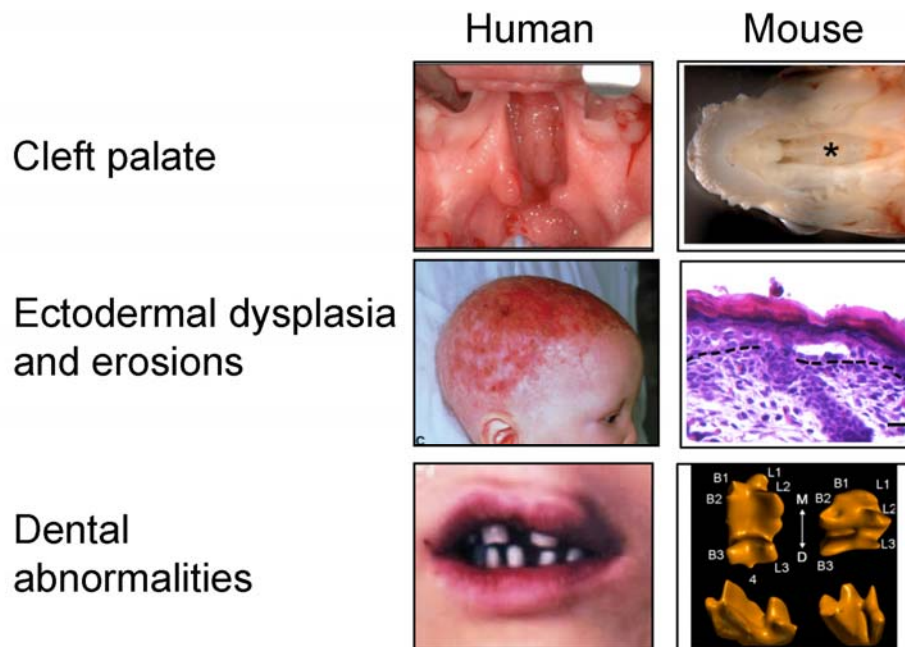 Human Mouse
Cleft palate
*
Ectodermal dysplasia
and erosions
C
Dental
abnormalities
B1 L1 B1 L1
B2 L2 M B2 L2
B3 L3 D B3 L3
4